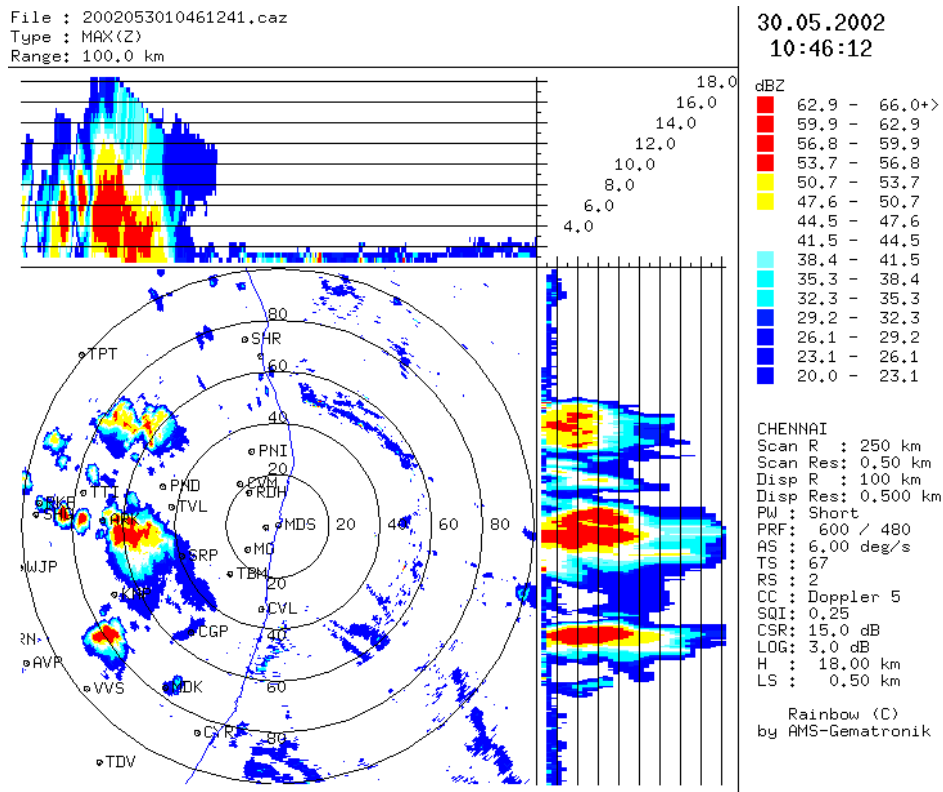 File : 2002053010461241.caz
Type : MAX(Z)
Range: 100.0 km
30.05.2002
10:46:12
18.0
16.0
14.0
12.0
10.0
8.0
6.0
4.0
dBZ
62.9 - 66.0+>
59.9 - 62.9
56.8 - 59.9
53.7 - 56.8
50.7 - 53.7
47.6 - 50.7
44.5 - 47.6
41.5 - 44.5
38.4 - 41.5
35.3 - 38.4
32.3 - 35.3
29.2 - 32.3
26.1 - 29.2
23.1 - 26.1
20.0 - 23.1
80
SHR
TPT
60
40
PNI
20
CVM
RDH
PND
TTI
TVL
MDS 20 40 60 80
SRP
MO
TBM
WJP
20
CVL
CGP
40
AVP
60
VVS
MDK
80
TDV
CHENNAI
Scan R : 250 km
Scan Res: 0.50 km
Disp R : 100 km
Disp Res: 0.500 km
PW : Short
PRF: 600 / 480
AS : 6.00 deg/s
TS : 67
RS : 2
CC : Doppler 5
SQI: 0.25
CSR: 15.0 dB
LOG: 3.0 dB
H : 18.00 km
LS : 0.50 km
Rainbow (C)
by AMS-Gematronik